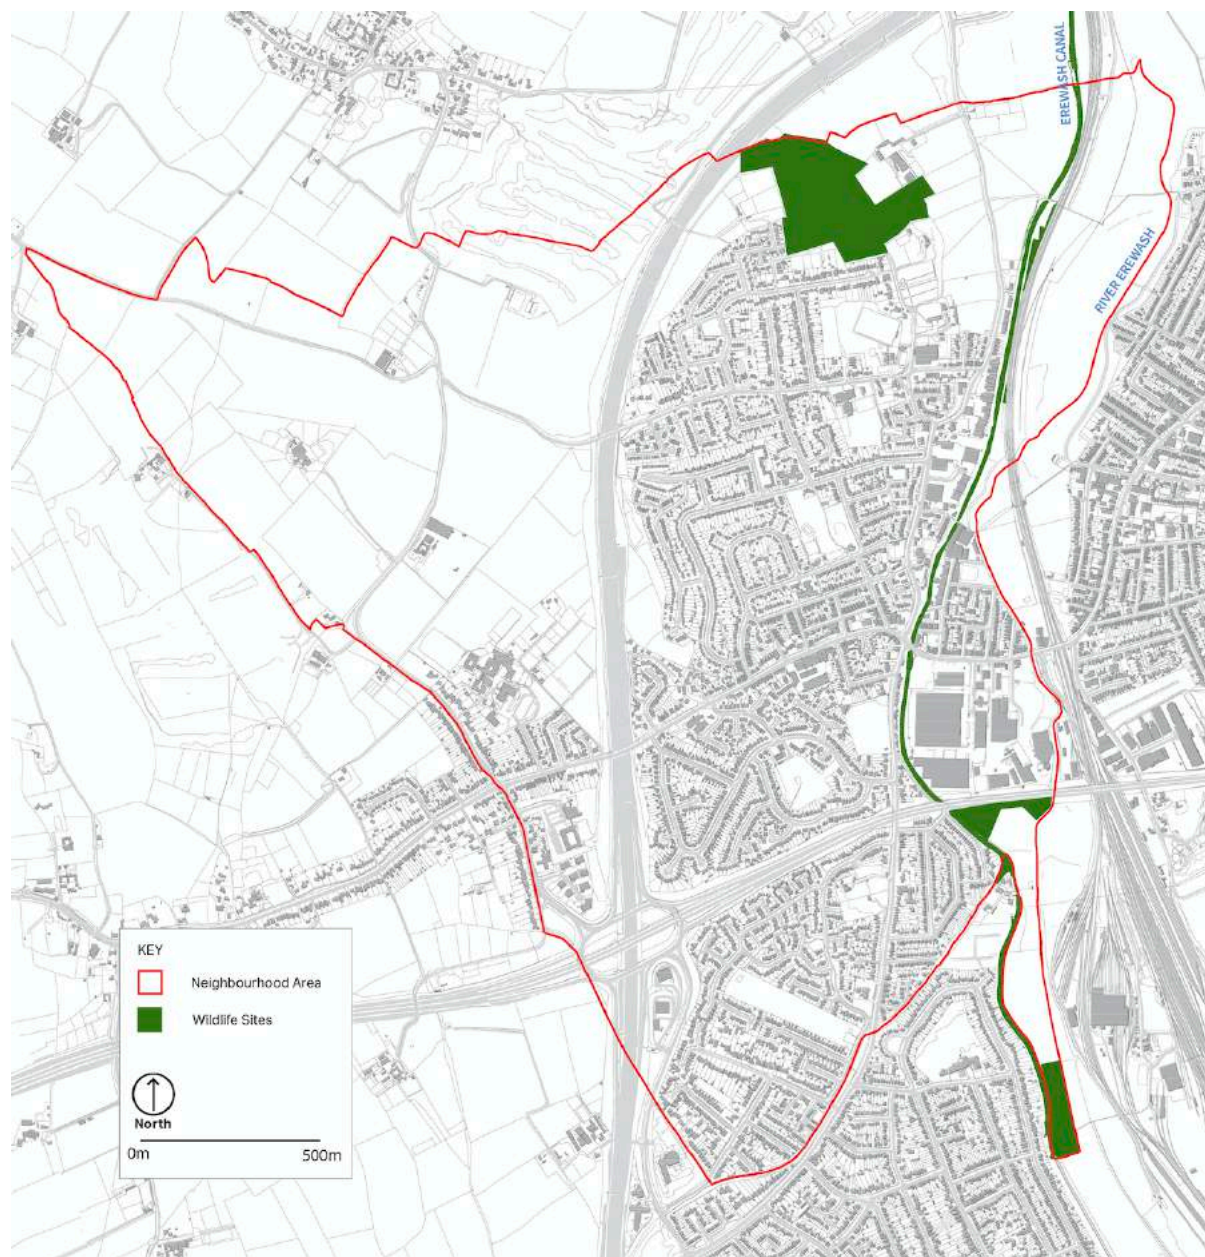 EREWASH CANAL
RIVER EREWASH
KEY
Neighbourhood Area
Wildlife Sites
North
0m 500m